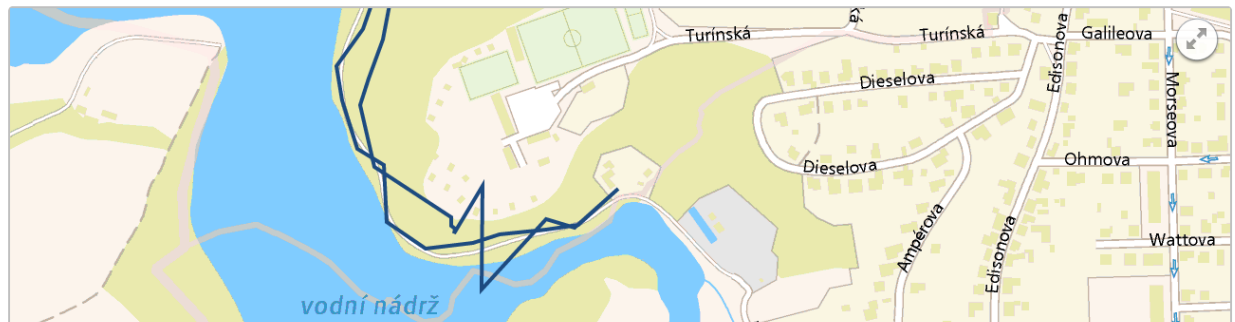 Turínská
Turínská
Galileova
Edisonova
Morseova
Dieselova
Dieselova
Ohmova
Ampérova
Edisonova
Wattova
vodní nádrž